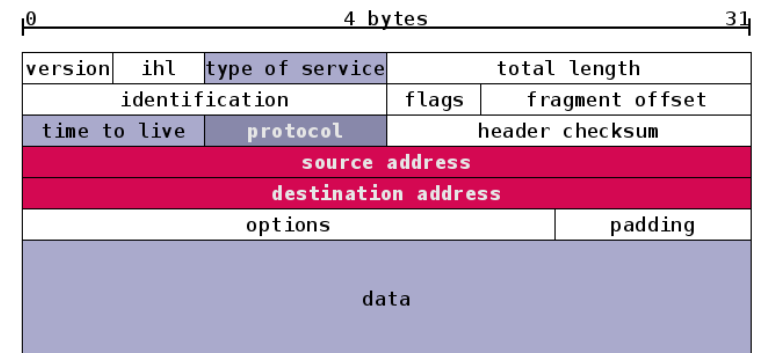 0 4 bytes 31
version ihl type of service total length
identification flags fragment offset
time to live protocol header checksum
source address
destination address
options padding
data